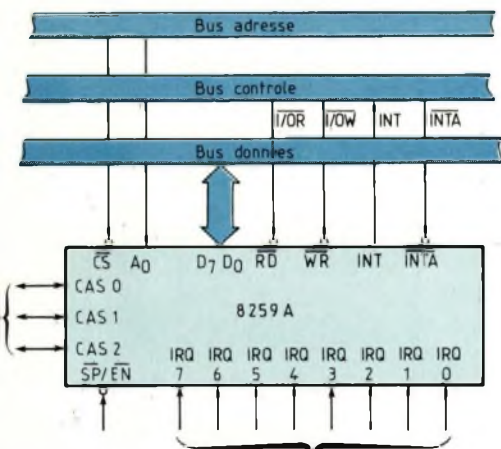 Bus adresse
Bus controle
I/OR I/OW INT INTA
Bus données
CS A0 D7 D0 RD WR INT INTA
CAS 0
8259A
CAS 1
CAS 2
SP/EN
IRQ IRQ IRQ IRQ IRQ IRQ IRQ IRQ
7 6 5 4 3 2 1 0